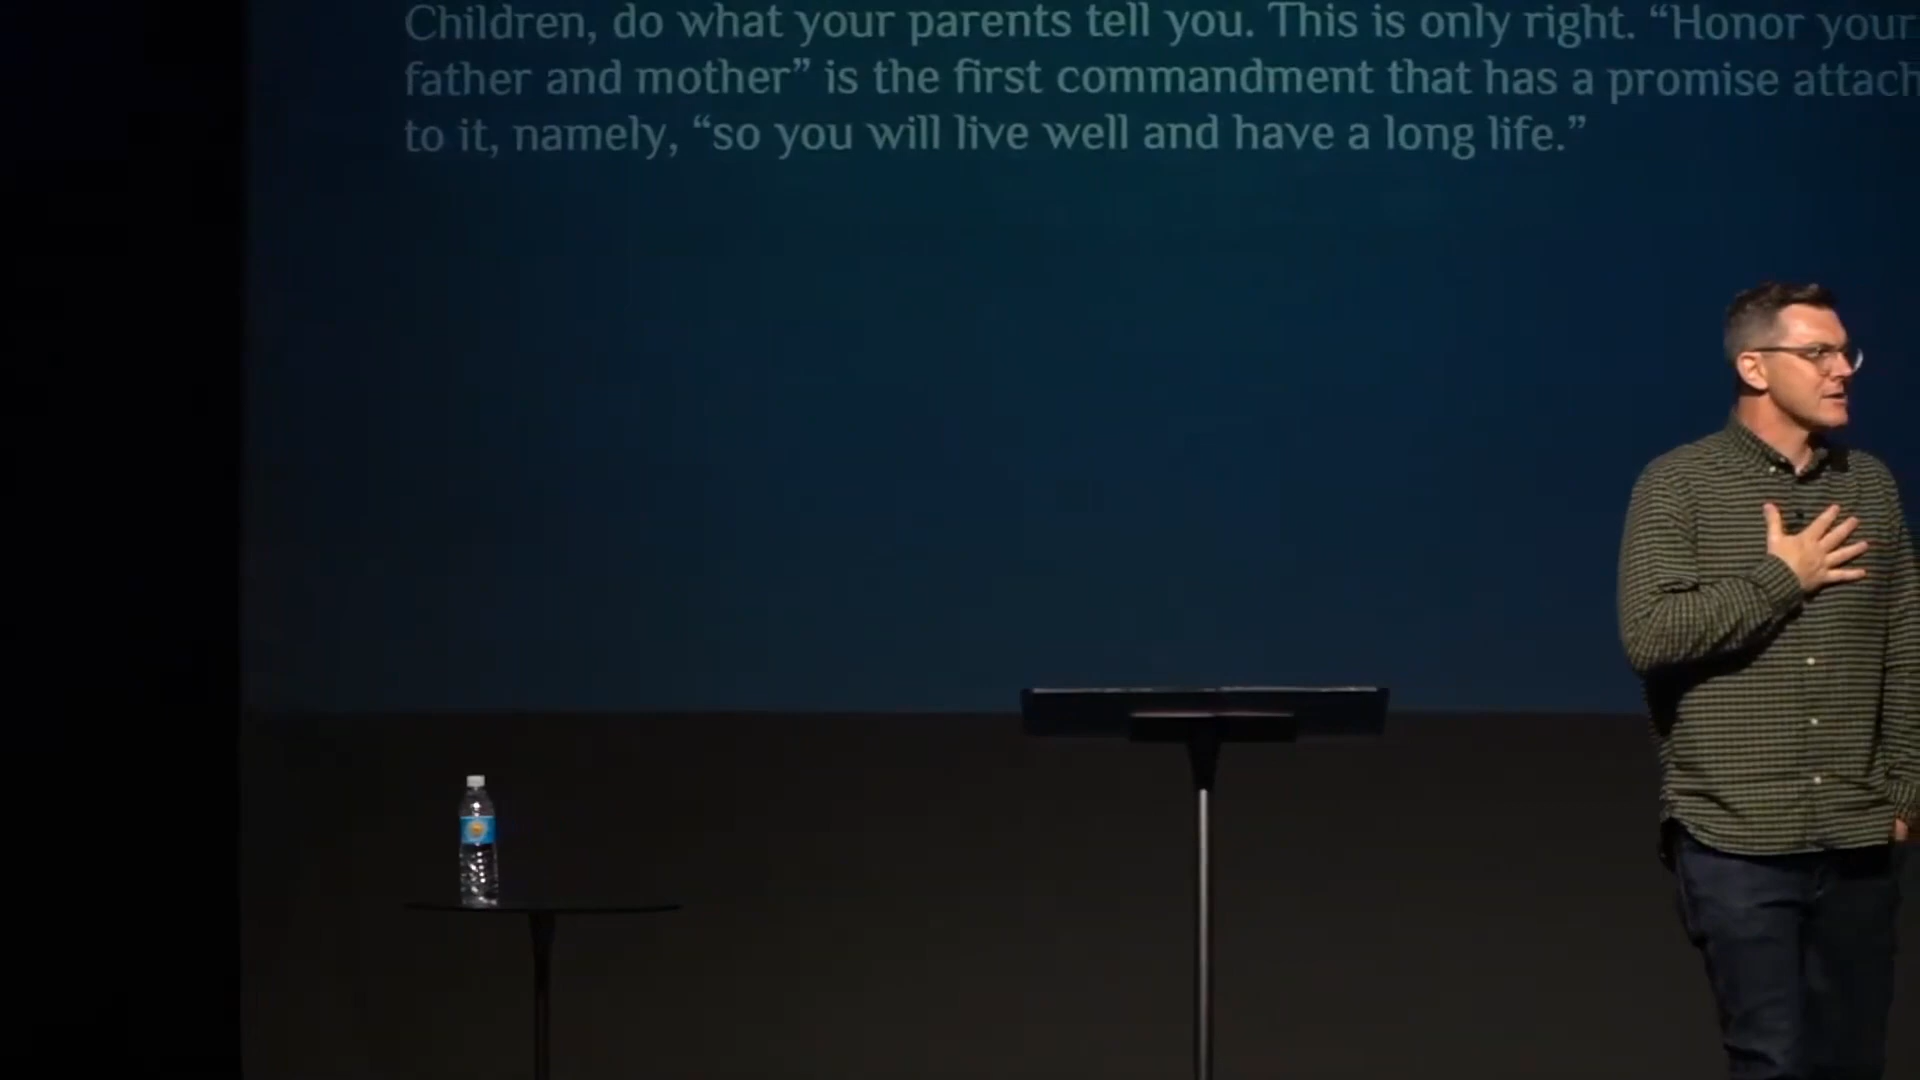 Children, do what your parents tell you. This is only right. “Honor your
father and mother” is the first commandment that has a promise attach
to it, namely, “so you will live well and have a long life.”